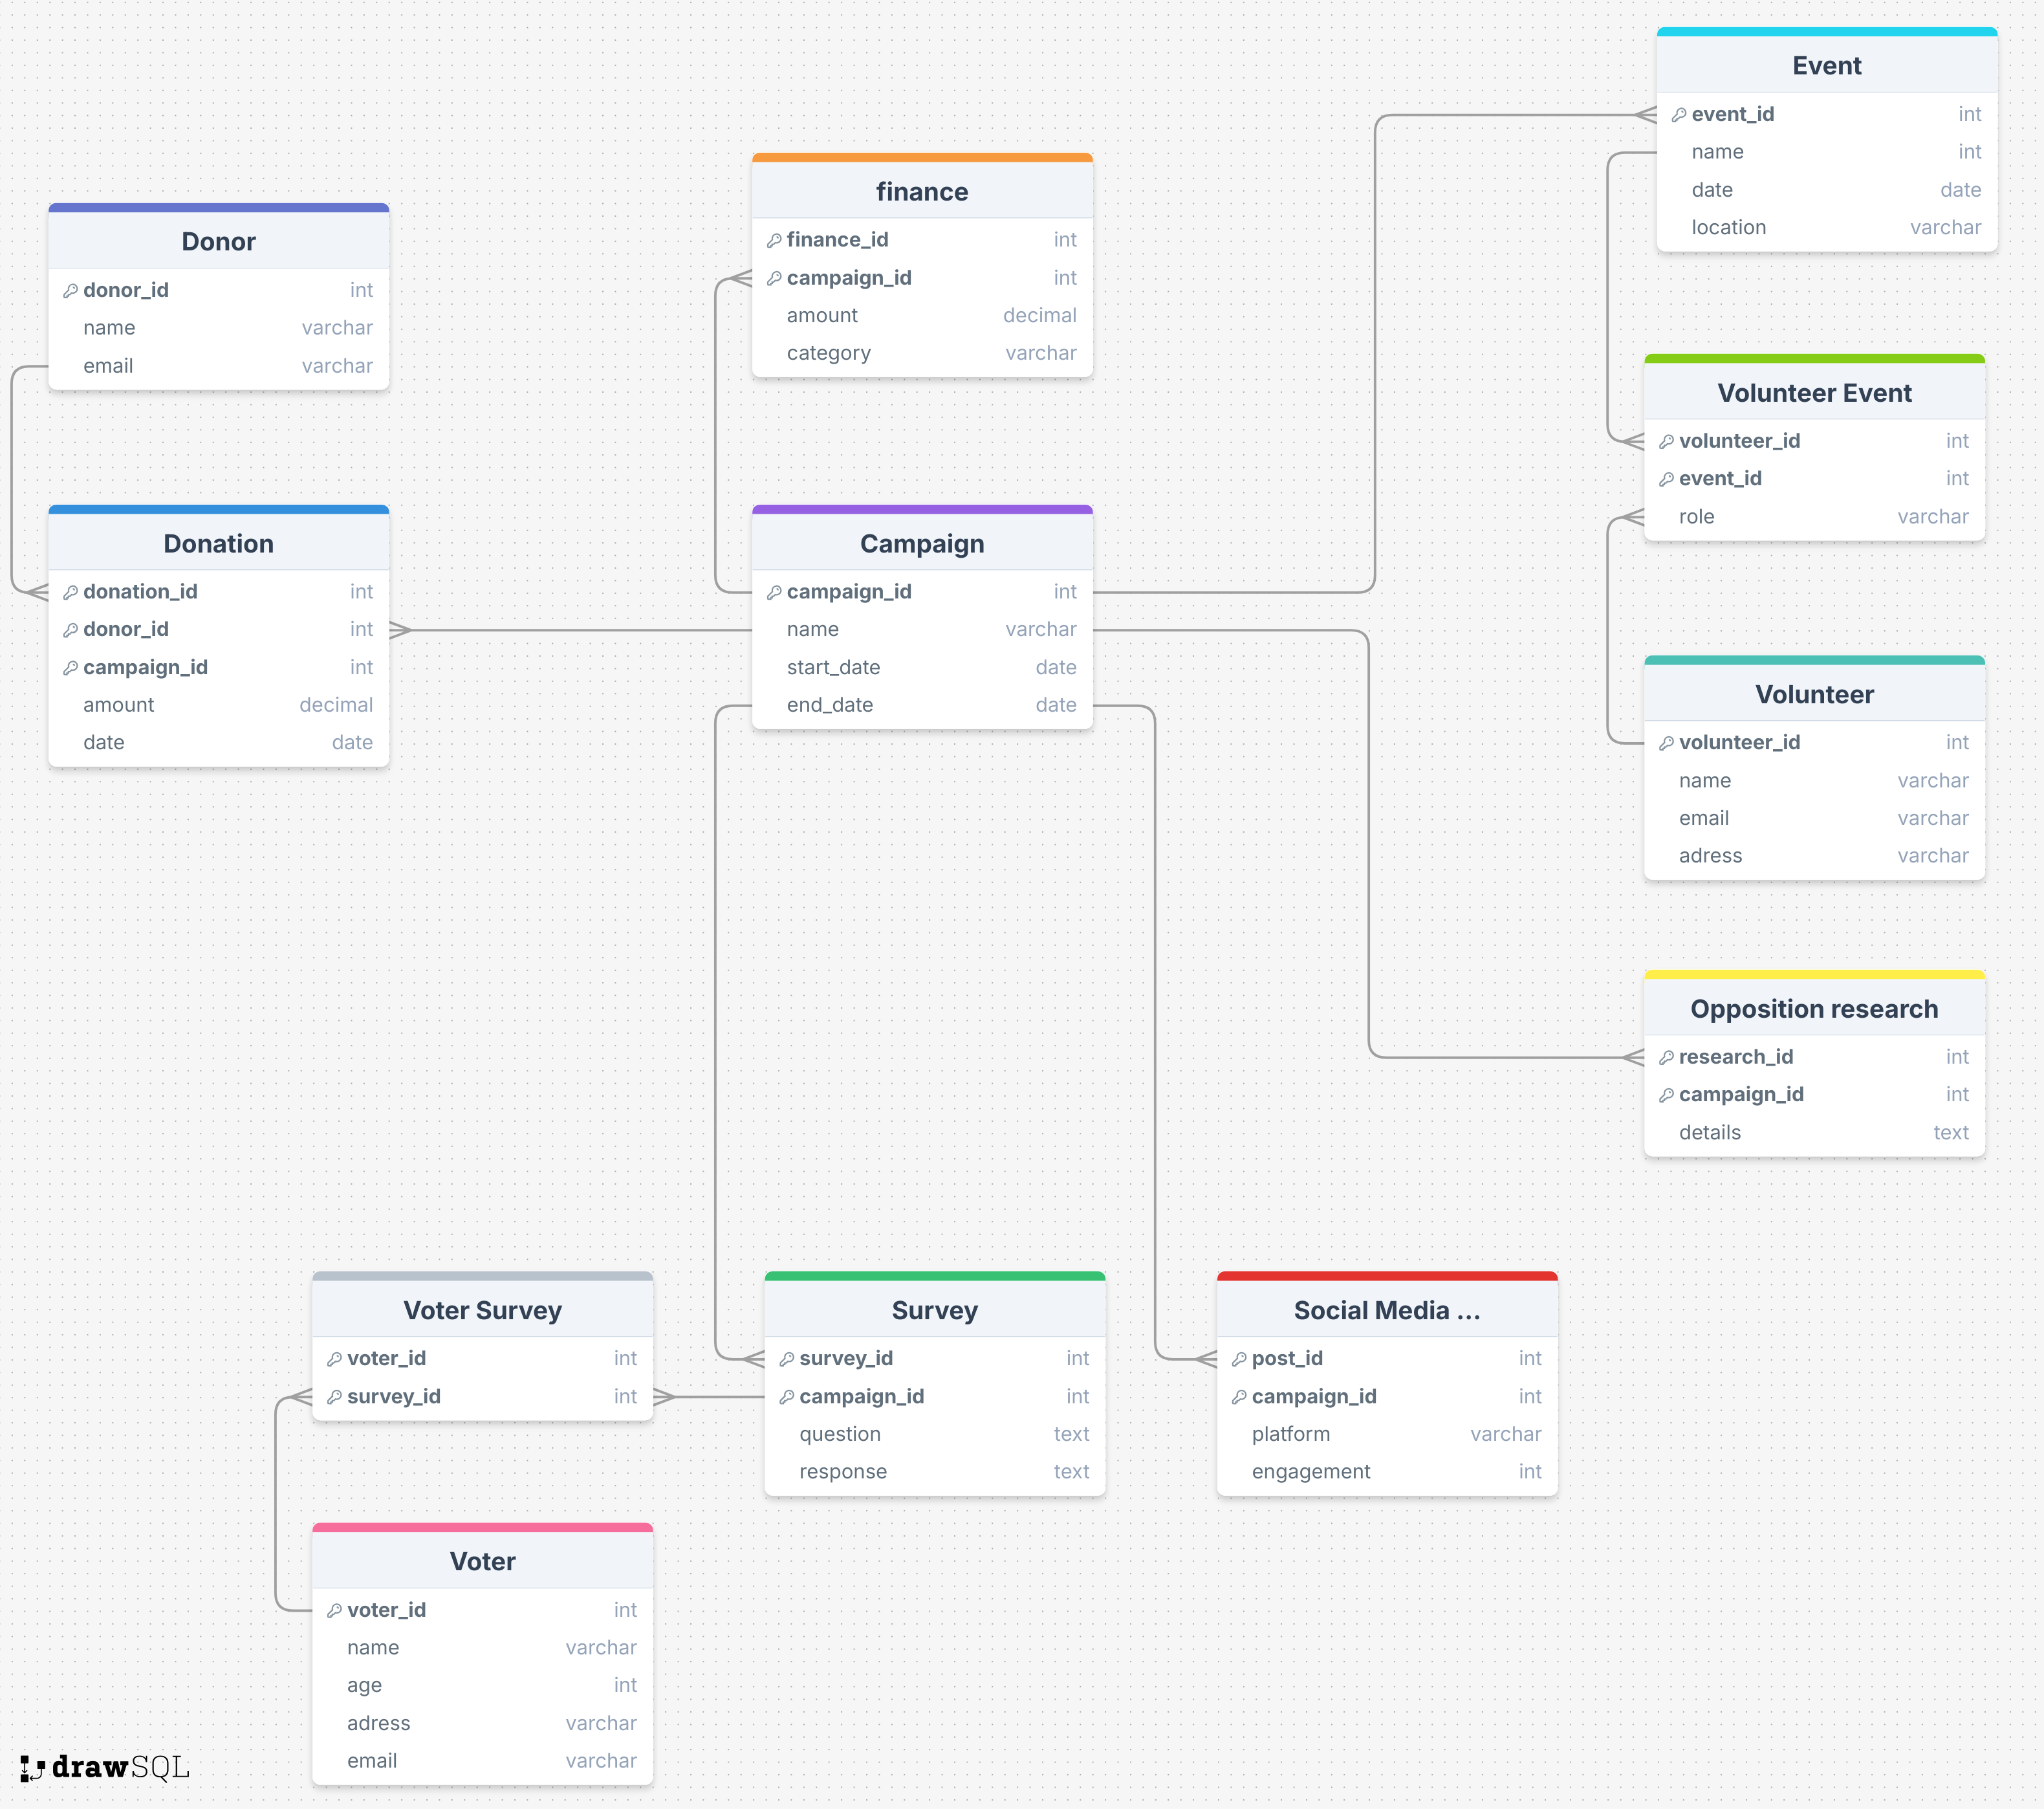 Event
event_id int
name int
date date
location varchar
finance
finance_id int
campaign_id int
amount decimal
category varchar
Donor
donor_id int
name varchar
email varchar
Volunteer Event
volunteer_id int
event_id int
role varchar
Donation
donation_id int
donor_id int
campaign_id int
amount decimal
date date
Campaign
campaign_id int
name varchar
start_date date
end_date date
Volunteer
volunteer_id int
name varchar
email varchar
adress varchar
Opposition research
research_id int
campaign_id int
details text
Voter Survey
voter_id int
survey_id int
Survey
survey_id int
campaign_id int
question text
response text
Social Media ...
post_id int
campaign_id int
platform varchar
engagement int
Voter
voter_id int
name varchar
age int
adress varchar
email varchar
drawSQL